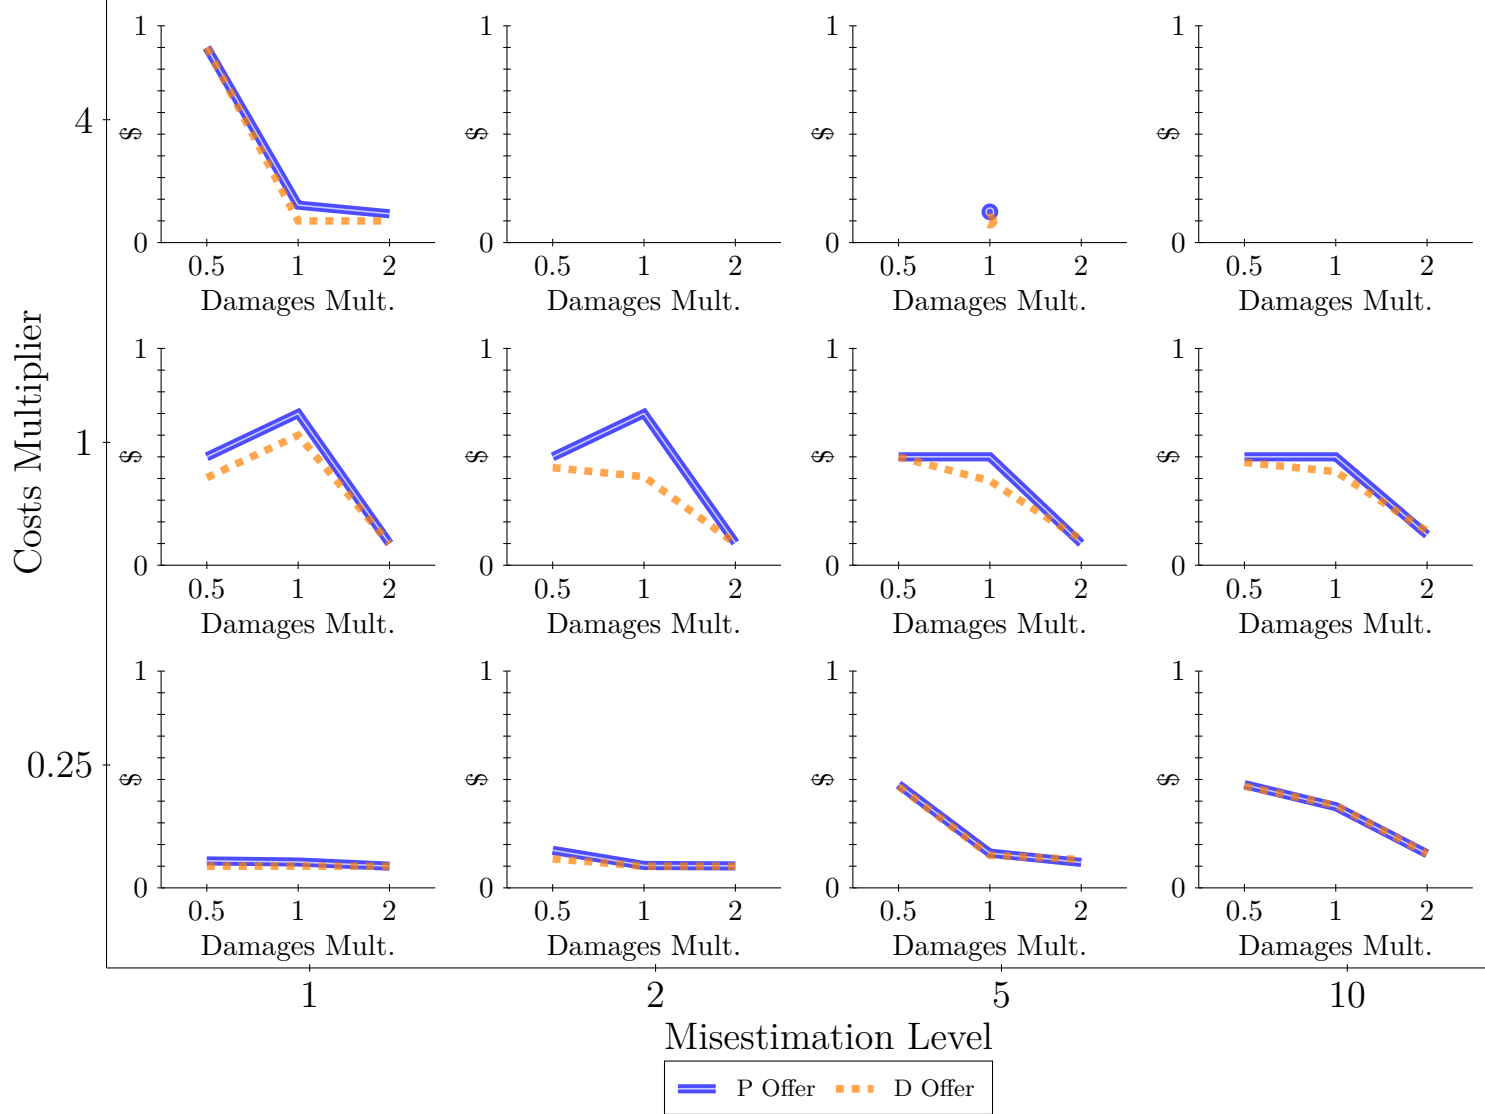 1 1 1 1
4 $ $ $ $
0 0 0 0
0.5 1 2 0.5 1 2 0.5 1 2 0.5 1 2
Damages Mult. Damages Mult. Damages Mult. Damages Mult.
Costs Multiplier
1 1 1 1
1 $ $ $ $
0 0 0 0
0.5 1 2 0.5 1 2 0.5 1 2 0.5 1 2
Damages Mult. Damages Mult. Damages Mult. Damages Mult.
1 1 1 1
0.25 $ $ $ $
0 0 0 0
0.5 1 2 0.5 1 2 0.5 1 2 0.5 1 2
Damages Mult. Damages Mult. Damages Mult. Damages Mult.
1 2 5 10
Misestimation Level
P Offer D Offer